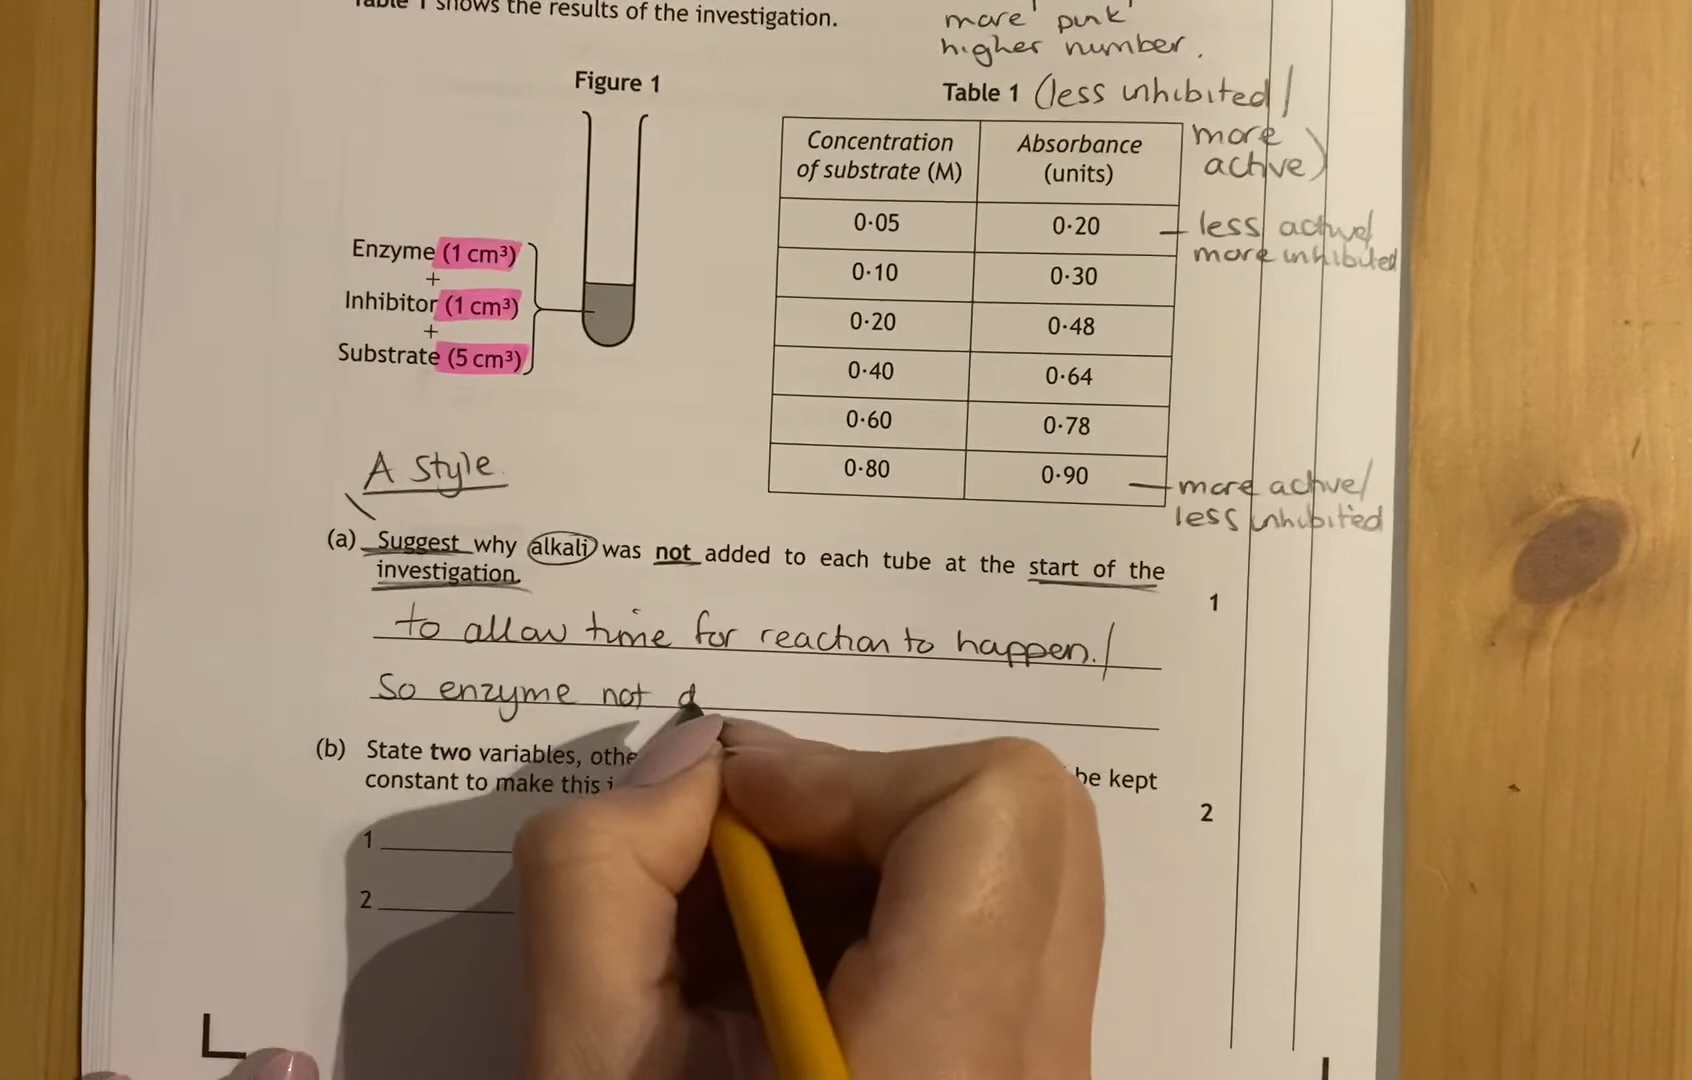 Table 1 shows the results of the investigation.
more pink
higher number.
Figure 1
Table 1 (less inhibited/
more
active)
Concentration of substrate (M) Absorbance (units)
0·05 0·20 — less active/
more inhibited
0·10 0·30
0·20 0·48
0·40 0·64
0·60 0·78
0·80 0·90 — more active/
less inhibited
Enzyme (1 cm³)
+
Inhibitor (1 cm³)
+
Substrate (5 cm³)
A Style
(a) Suggest why alkali was not added to each tube at the start of the
investigation.
1
to allow time for reaction to happen./
So enzyme not d
(b) State two variables, othe be kept
constant to make this i
2
1
2